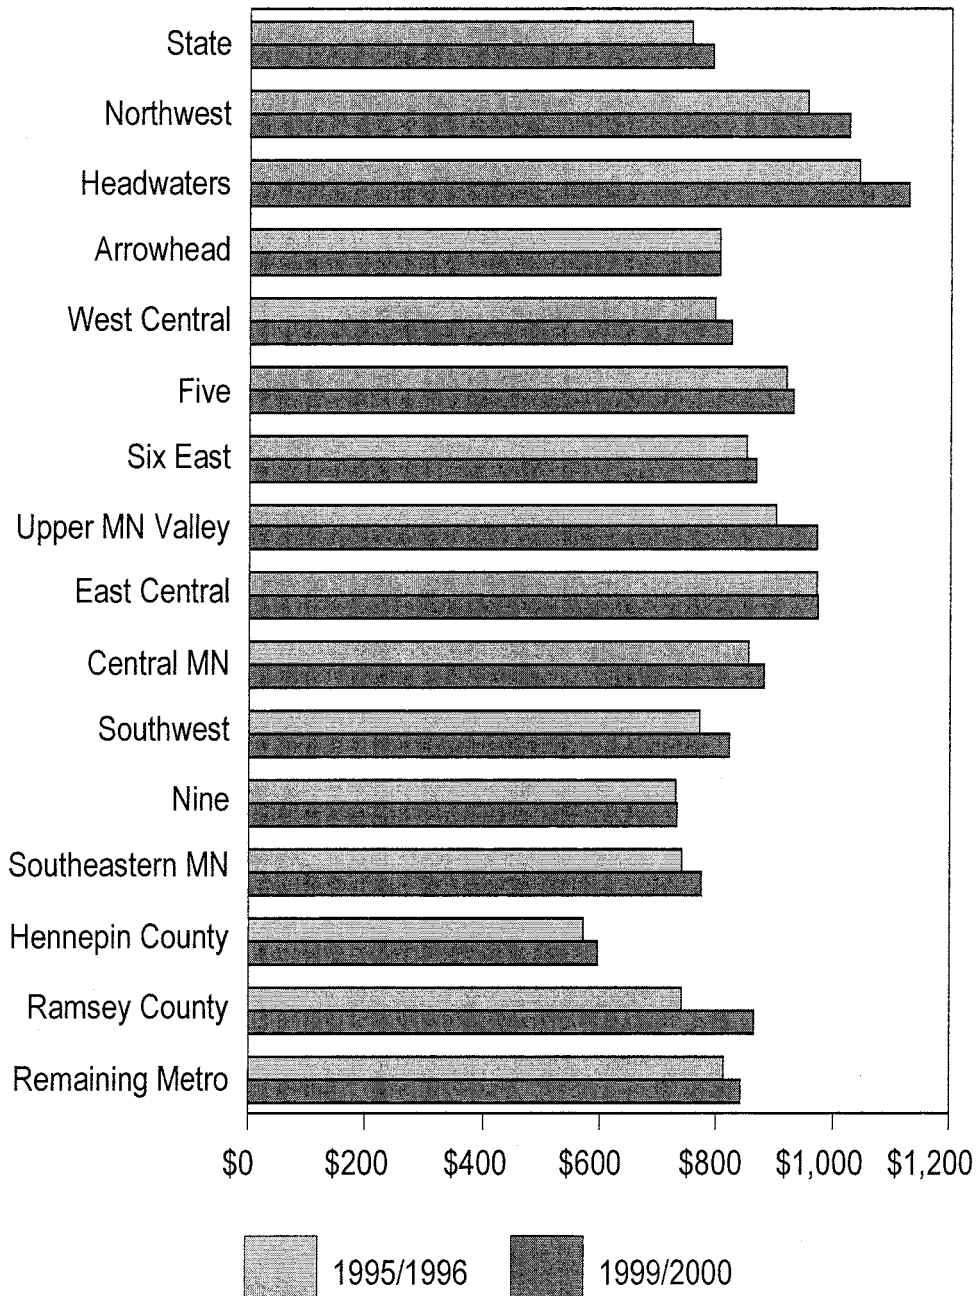 State
Northwest
Headwaters
Arrowhead
West Central
Five
Six East
Upper MN Valley
East Central
Central MN
Southwest
Nine
Southeastern MN
Hennepin County
Ramsey County
Remaining Metro
$0 $200 $400 $600 $800 $1,000 $1,200
1995/1996 1999/2000